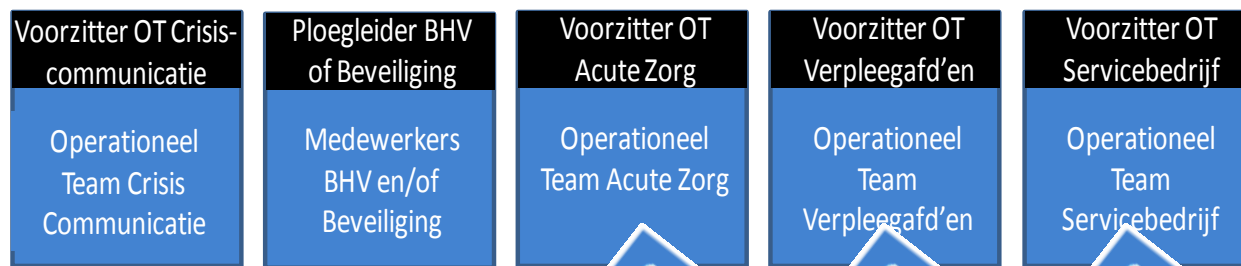 Voorzitter OT Crisis-
communicatie
Operationeel
Team Crisis
Communicatie
Ploegleider BHV
of Beveiliging
Medewerkers
BHV en/of
Beveiliging
Voorzitter OT
Acute Zorg
Operationeel
Team Acute Zorg
Voorzitter OT
Verpleegafd'en
Operationeel
Team
Verpleegafd'en
Voorzitter OT
Servicebedrijf
Operationeel
Team
Servicebedrijf